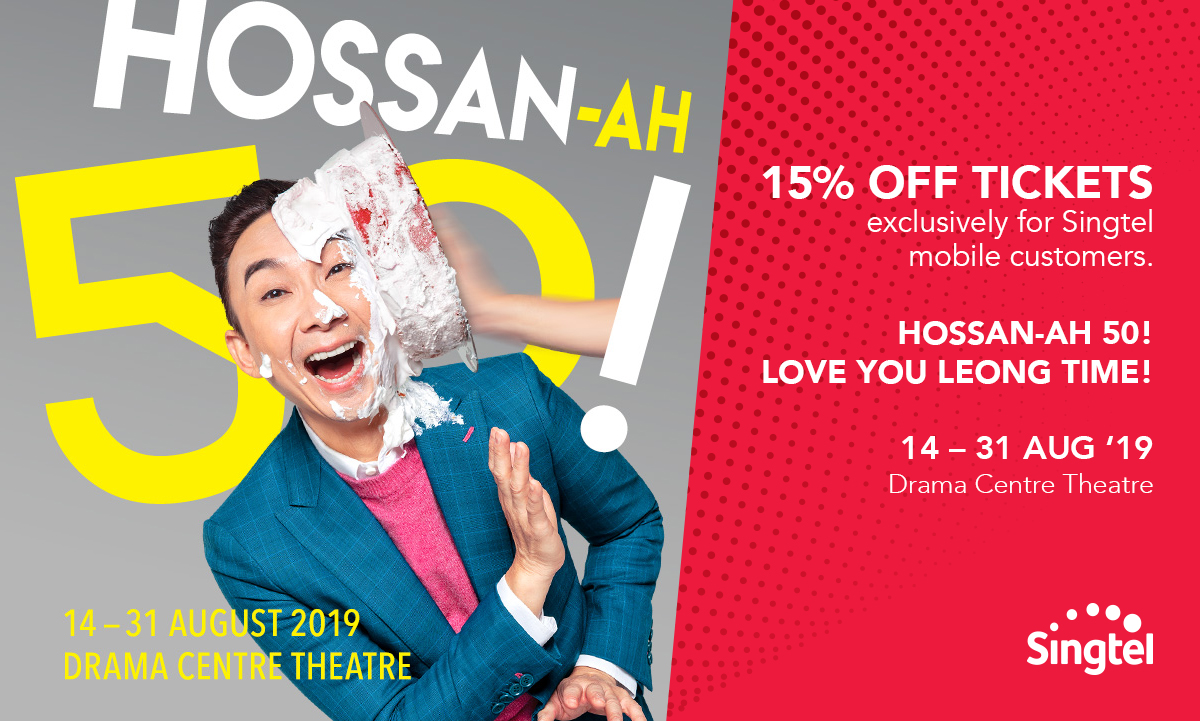 HOSSAN-AH
50!
14 – 31 AUGUST 2019
DRAMA CENTRE THEATRE
15% OFF TICKETS
exclusively for Singtel
mobile customers.
HOSSAN-AH 50!
LOVE YOU LEONG TIME!
14 – 31 AUG ’19
Drama Centre Theatre
Singtel